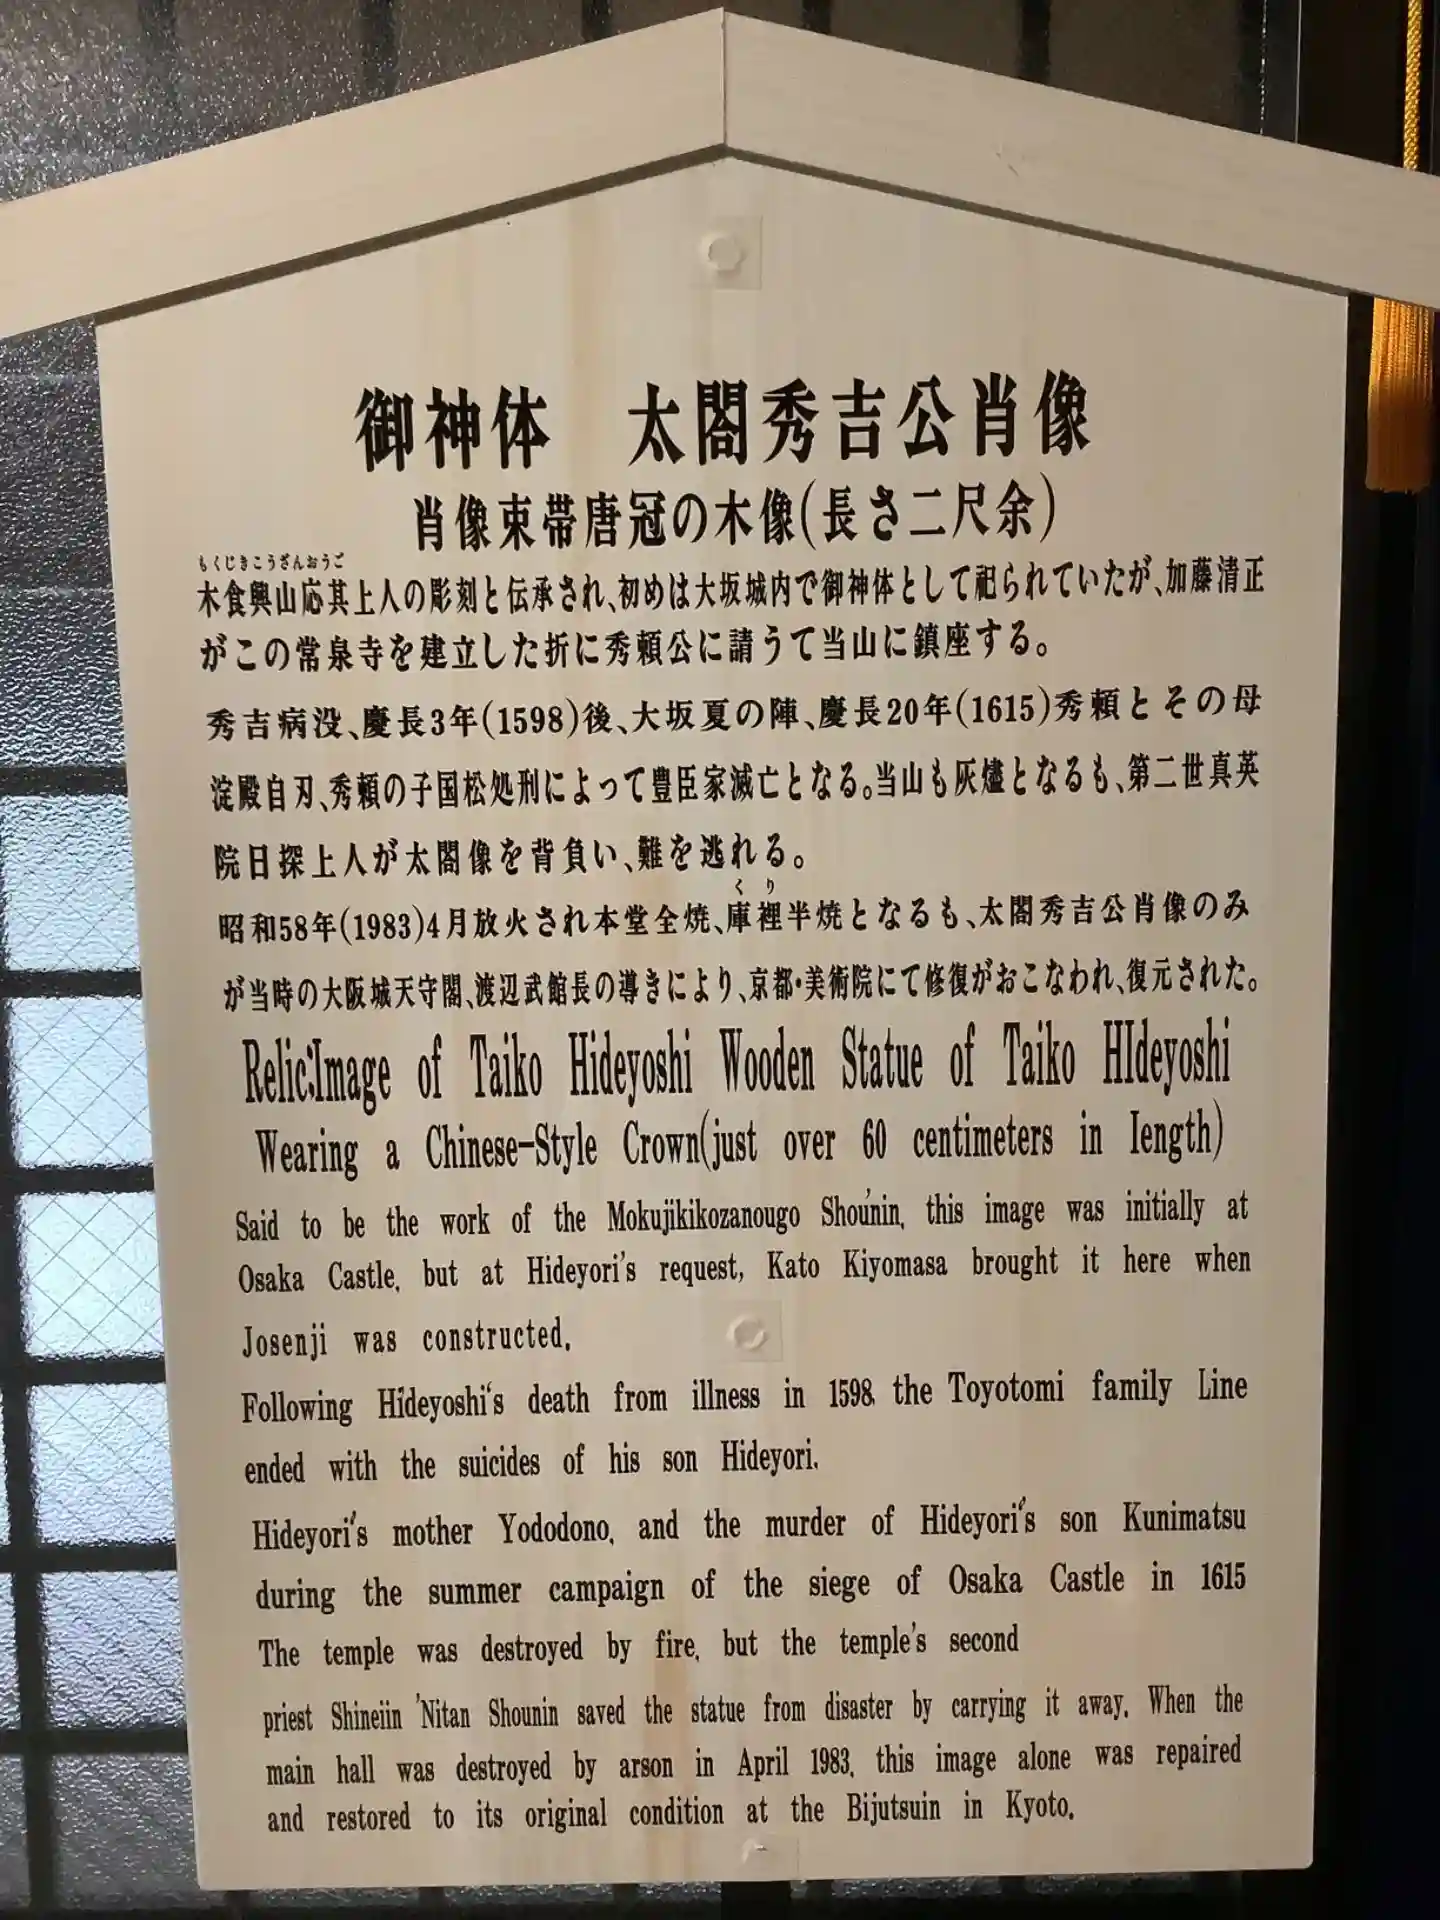 御神体　太閤秀吉公肖像
肖像束帯唐冠の木像(長さ二尺余)
もくじきこうざんおうご
木食興山応其上人の彫刻と伝承され、初めは大坂城内で御神体として祀られていたが、加藤清正
がこの常泉寺を建立した折に秀頼公に請うて当山に鎮座する。
秀吉病没、慶長3年(1598)後、大坂夏の陣、慶長20年(1615)秀頼とその母
淀殿自刃、秀頼の子国松処刑によって豊臣家滅亡となる。当山も灰燼となるも、第二世真英
院日探上人が太閤像を背負い、難を逃れる。
くり
昭和58年(1983)4月放火され本堂全焼、庫裡半焼となるも、太閤秀吉公肖像のみ
が当時の大阪城天守閣、渡辺武館長の導きにより、京都・美術院にて修復がおこなわれ、復元された。
Relic:Image of Taiko Hideyoshi Wooden Statue of Taiko HIdeyoshi
Wearing a Chinese-Style Crown(just over 60 centimeters in Iength)
Said to be the work of the Mokujikikozanougo Shou'nin, this image was initially at
Osaka Castle, but at Hideyori's request, Kato Kiyomasa brought it here when
Josenji was constructed.
Following Hideyoshi‘s death from illness in 1598, the Toyotomi family Line
ended with the suicides of his son Hideyori.
Hideyori's mother Yododono, and the murder of Hideyori's son Kunimatsu
during the summer campaign of the siege of Osaka Castle in 1615
The temple was destroyed by fire, but the temple's second
priest Shineiin 'Nitan Shounin saved the statue from disaster by carrying it away. When the
main hall was destroyed by arson in April 1983, this image alone was repaired
and restored to its original condition at the Bijutsuin in Kyoto.